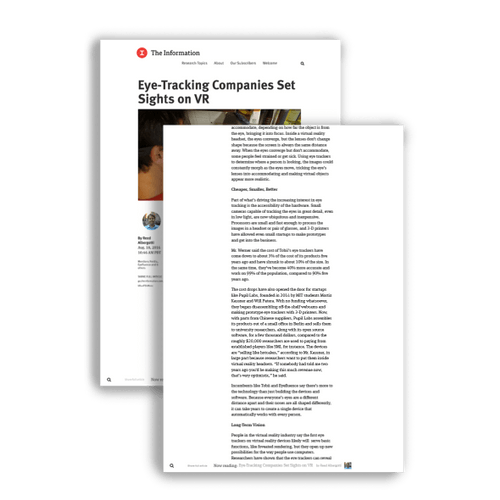 The Information
Research Topics About Our Subscribers Welcome
Eye-Tracking Companies Set
Sights on VR
By Reed
Albergotti
accommodate, depending on how far the object is from
the eye, bringing it into focus. Inside a virtual reality
headset, the eyes converge, but the lenses don't change
shape because the screen is always the same distance
away. When the eyes converge but don't accommodate,
some people feel strained or get sick. Using eye trackers
to determine where a person is looking, the images could
constantly morph as the eyes move, tricking the eye's
lenses into accommodating and making virtual objects
appear more realistic.
Cheaper, Smaller, Better
Part of what's driving the increasing interest in eye
tracking is the accessibility of the hardware. Small
cameras capable of tracking the eyes in great detail, even
in low light, are now ubiquitous and inexpensive.
Processors are small and fast enough to process the
images in a headset or pair of glasses, and 3-D printers
have allowed even small startups to make prototypes
and get into the business.
Mr. Werner said the cost of Tobii's eye trackers have
come down to about 5% of the cost of its products five
years ago and have shrunk to about 10% of the size. In
the same time, they've become 40% more accurate and
work on 99% of the population, compared to 90% five
years ago.
The cost drops have also opened the door for startups
like Pupil Labs, founded in 2014 by MIT students Moritz
Kassner and Will Patera. With no funding whatsoever,
they began disassembling off-the-shelf webcams and
making prototype eye trackers with 3-D printers. Now,
with parts from Chinese suppliers, Pupil Labs assembles
its products out of a small office in Berlin and sells them
to university researchers, along with its open source
software, for a few thousand dollars, compared to the
roughly $20,000 researchers are used to paying from
established players like SMI, for instance. The devices
are "selling like hotcakes," according to Mr. Kassner, in
large part because researchers want to put them inside
virtual reality headsets. "If somebody had told me two
years ago you'll be making this much revenue now,
that's very optimistic," he said.
Incumbents like Tobii and Eyefluence say there's more to
the technology than just building the devices and
software. Because everyone's eyes are a different
distance apart and their noses are all shaped differently,
it can take years to create a single device that
automatically works with every person.
Long-Term Vision
People in the virtual reality industry say the first eye
trackers on virtual reality devices likely will serve basic
functions, like foveated rendering, but they open up new
possibilities for the way people use computers.
Researchers have shown that the eye trackers can reveal
Now reading: Eye-Tracking Companies Set Sights on VR by Reed Albergotti
Now